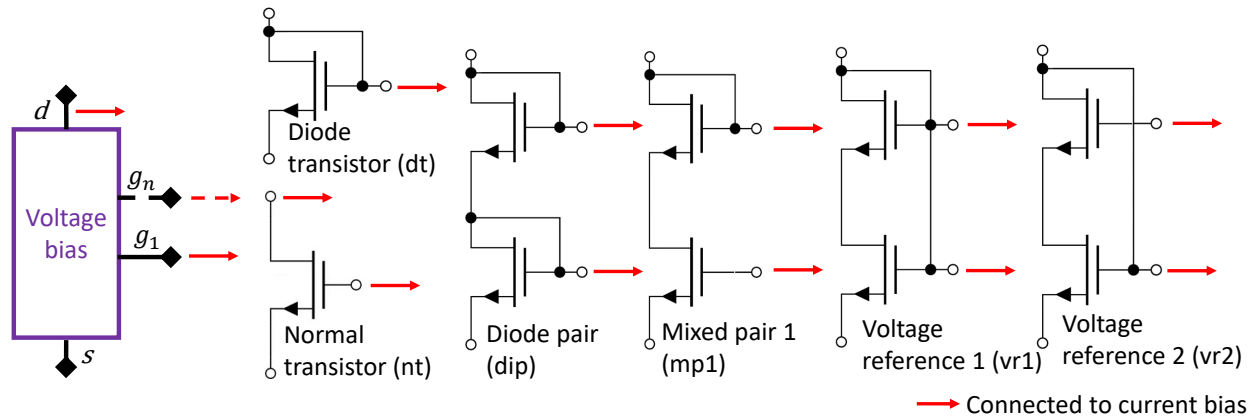 d
g_n
g_1
Voltage
bias
s
Diode
transistor (dt)
Normal
transistor (nt)
Diode pair
(dip)
Mixed pair 1
(mp1)
Voltage
reference 1 (vr1)
Voltage
reference 2 (vr2)
Connected to current bias